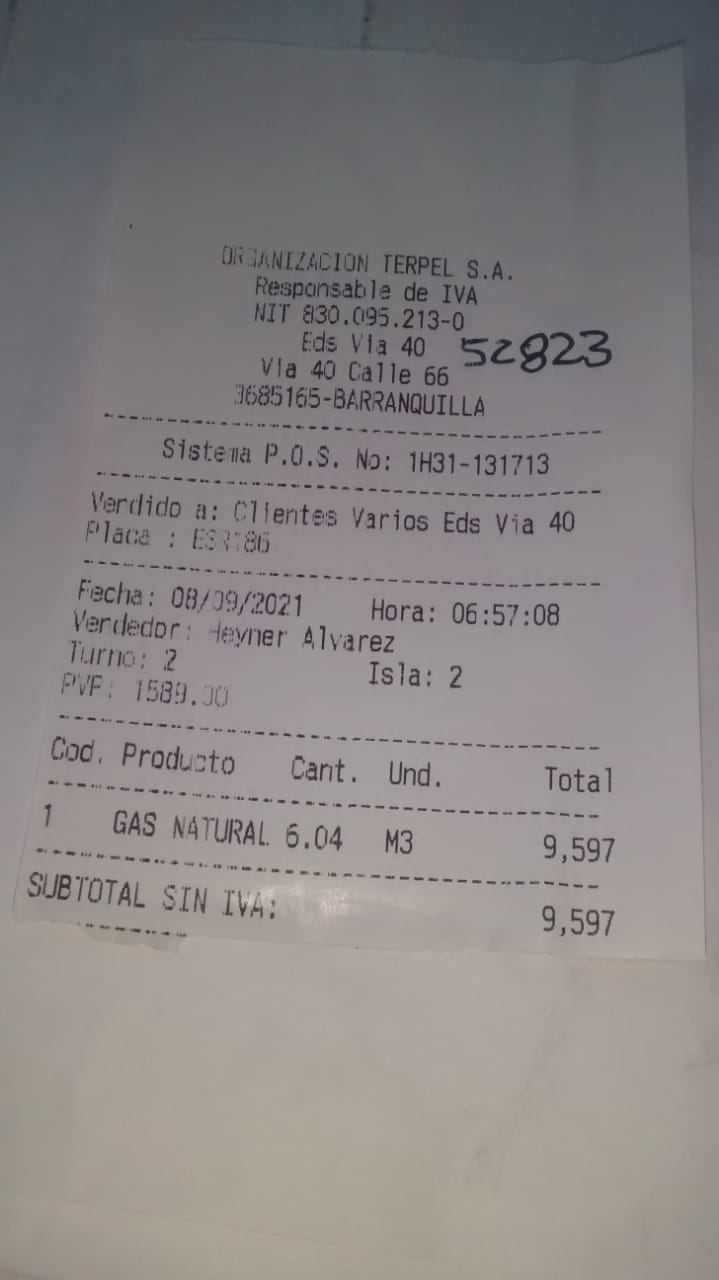 ORGANIZACION TERPEL S.A.
Responsable de IVA
NIT 830.095.213-0
Eds Via 40
52823
Via 40 Calle 66
3685165-BARRANQUILLA
Sistema P.O.S. No: 1H31-131713
Vendido a: Clientes Varios Eds Via 40
Placa :
Fecha: 08/09/2021 Hora: 06:57:08
Vendedor: Heyner Alvarez
Turno: 2 Isla: 2
PVP: 1589.00
Cod. Producto Cant. Und. Total
1 GAS NATURAL 6.04 M3 9,597
SUBTOTAL SIN IVA: 9,597